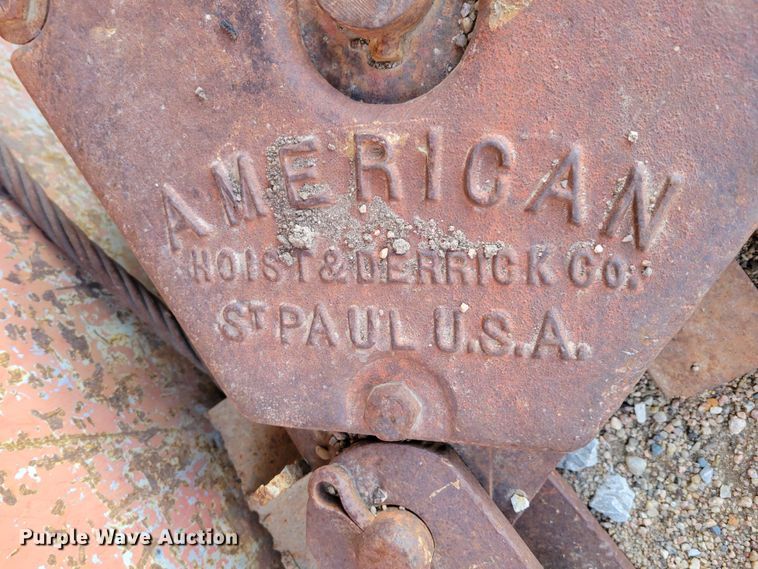 AMERICAN
HOIST & DERRICK Co.
ST PAUL U.S.A.
Purple Wave Auction